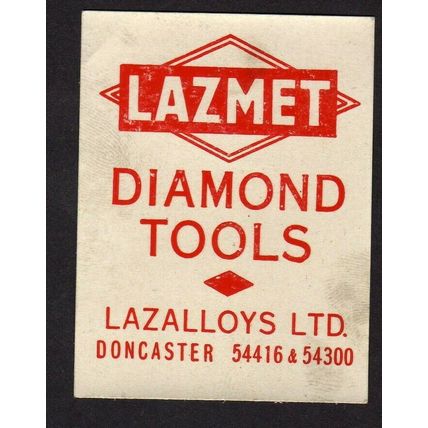 LAZMET
DIAMOND
TOOLS
LAZALLOYS LTD.
DONCASTER 54416 & 54300